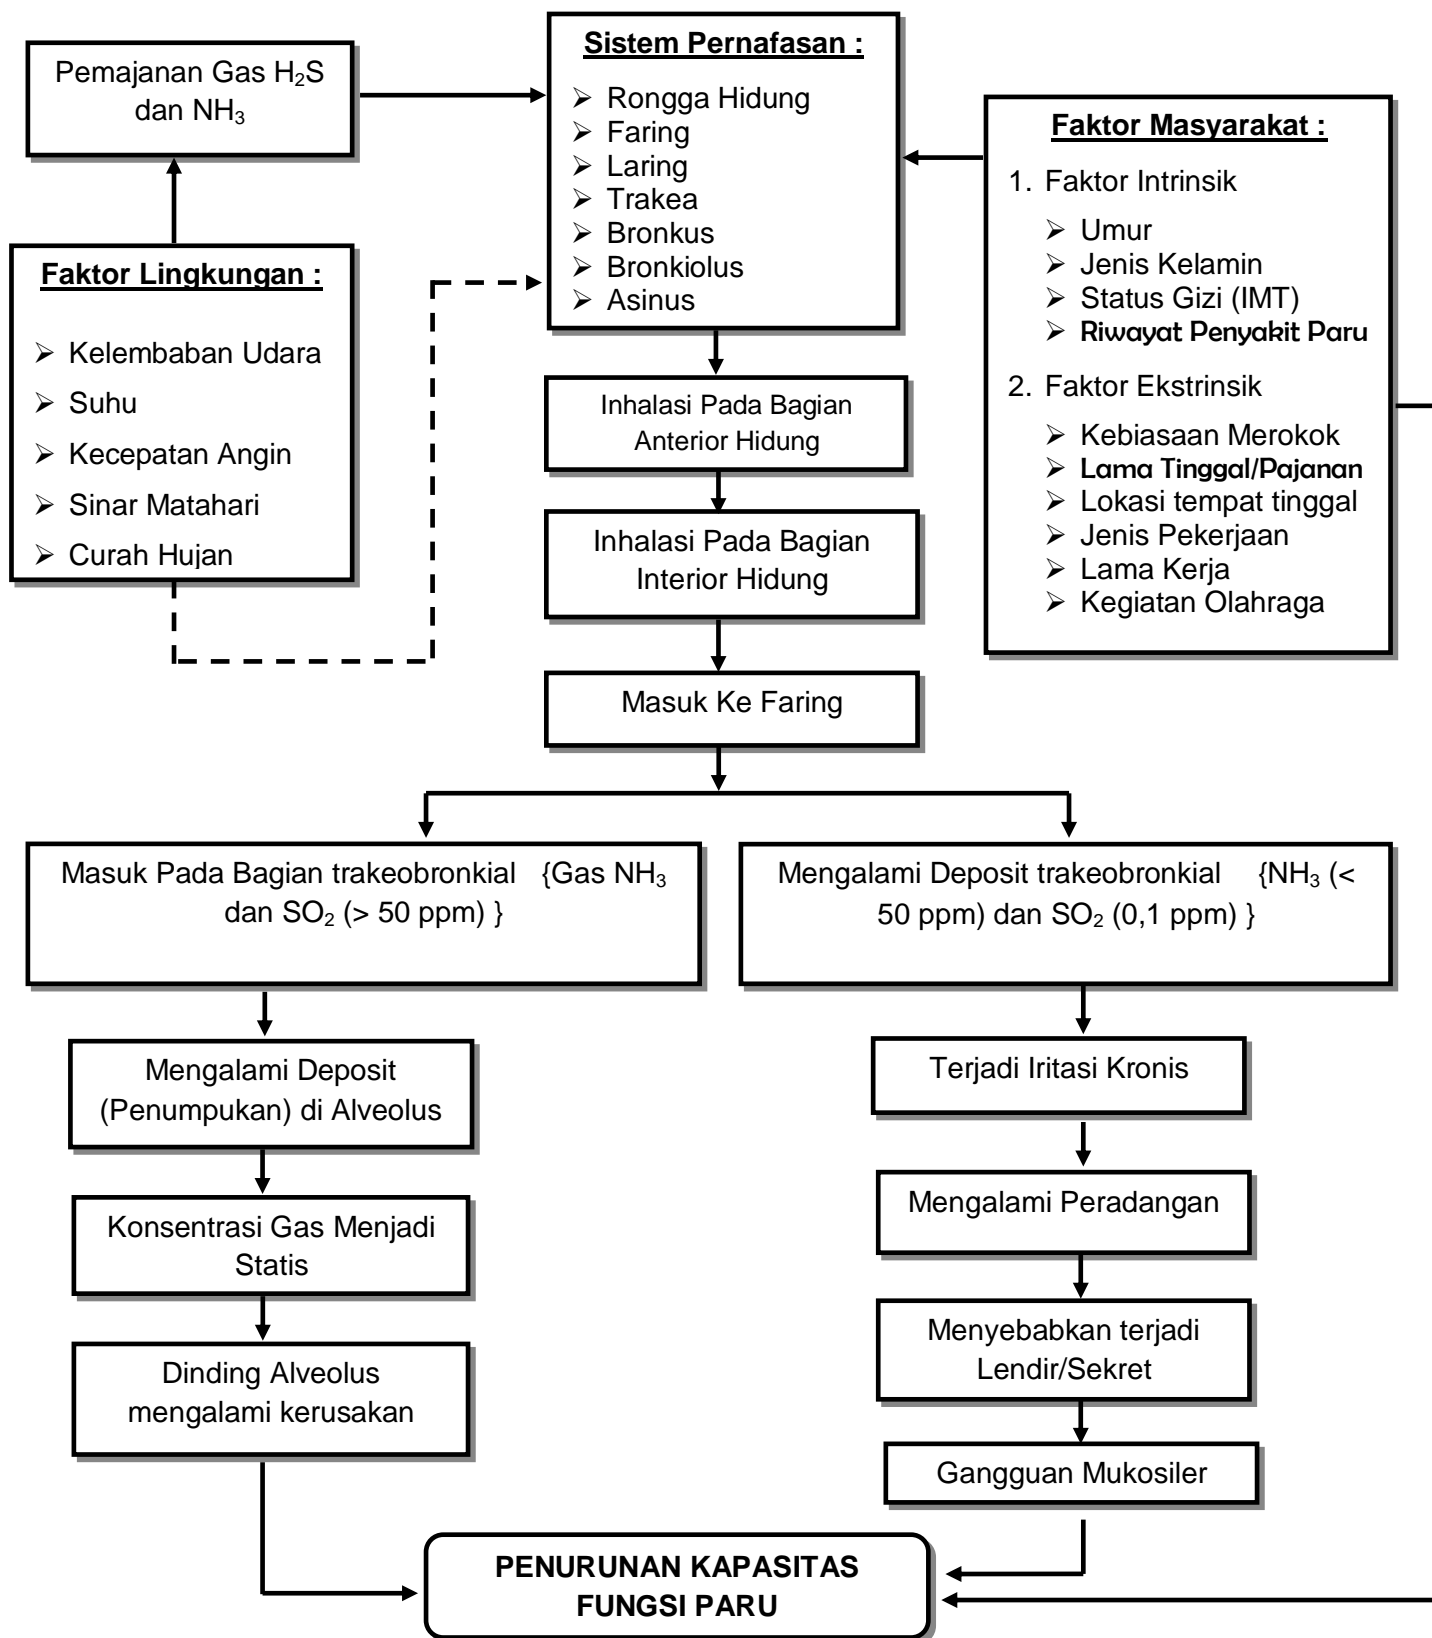 Pemajanan Gas H₂S
dan NH₃
Sistem Pernafasan :
➢ Rongga Hidung
➢ Faring
➢ Laring
➢ Trakea
➢ Bronkus
➢ Bronkiolus
➢ Asinus
Faktor Masyarakat :
1. Faktor Intrinsik
➢ Umur
➢ Jenis Kelamin
➢ Status Gizi (IMT)
➢ Riwayat Penyakit Paru
2. Faktor Ekstrinsik
➢ Kebiasaan Merokok
➢ Lama Tinggal/Pajanan
➢ Lokasi tempat tinggal
➢ Jenis Pekerjaan
➢ Lama Kerja
➢ Kegiatan Olahraga
Faktor Lingkungan :
➢ Kelembaban Udara
➢ Suhu
➢ Kecepatan Angin
➢ Sinar Matahari
➢ Curah Hujan
Inhalasi Pada Bagian
Anterior Hidung
Inhalasi Pada Bagian
Interior Hidung
Masuk Ke Faring
Masuk Pada Bagian trakeobronkial {Gas NH₃
dan SO₂ (> 50 ppm) }
Mengalami Deposit trakeobronkial {NH₃ (<
50 ppm) dan SO₂ (0,1 ppm) }
Mengalami Deposit
(Penumpukan) di Alveolus
Konsentrasi Gas Menjadi
Statis
Dinding Alveolus
mengalami kerusakan
Terjadi Iritasi Kronis
Mengalami Peradangan
Menyebabkan terjadi
Lendir/Sekret
Gangguan Mukosiler
PENURUNAN KAPASITAS
FUNGSI PARU